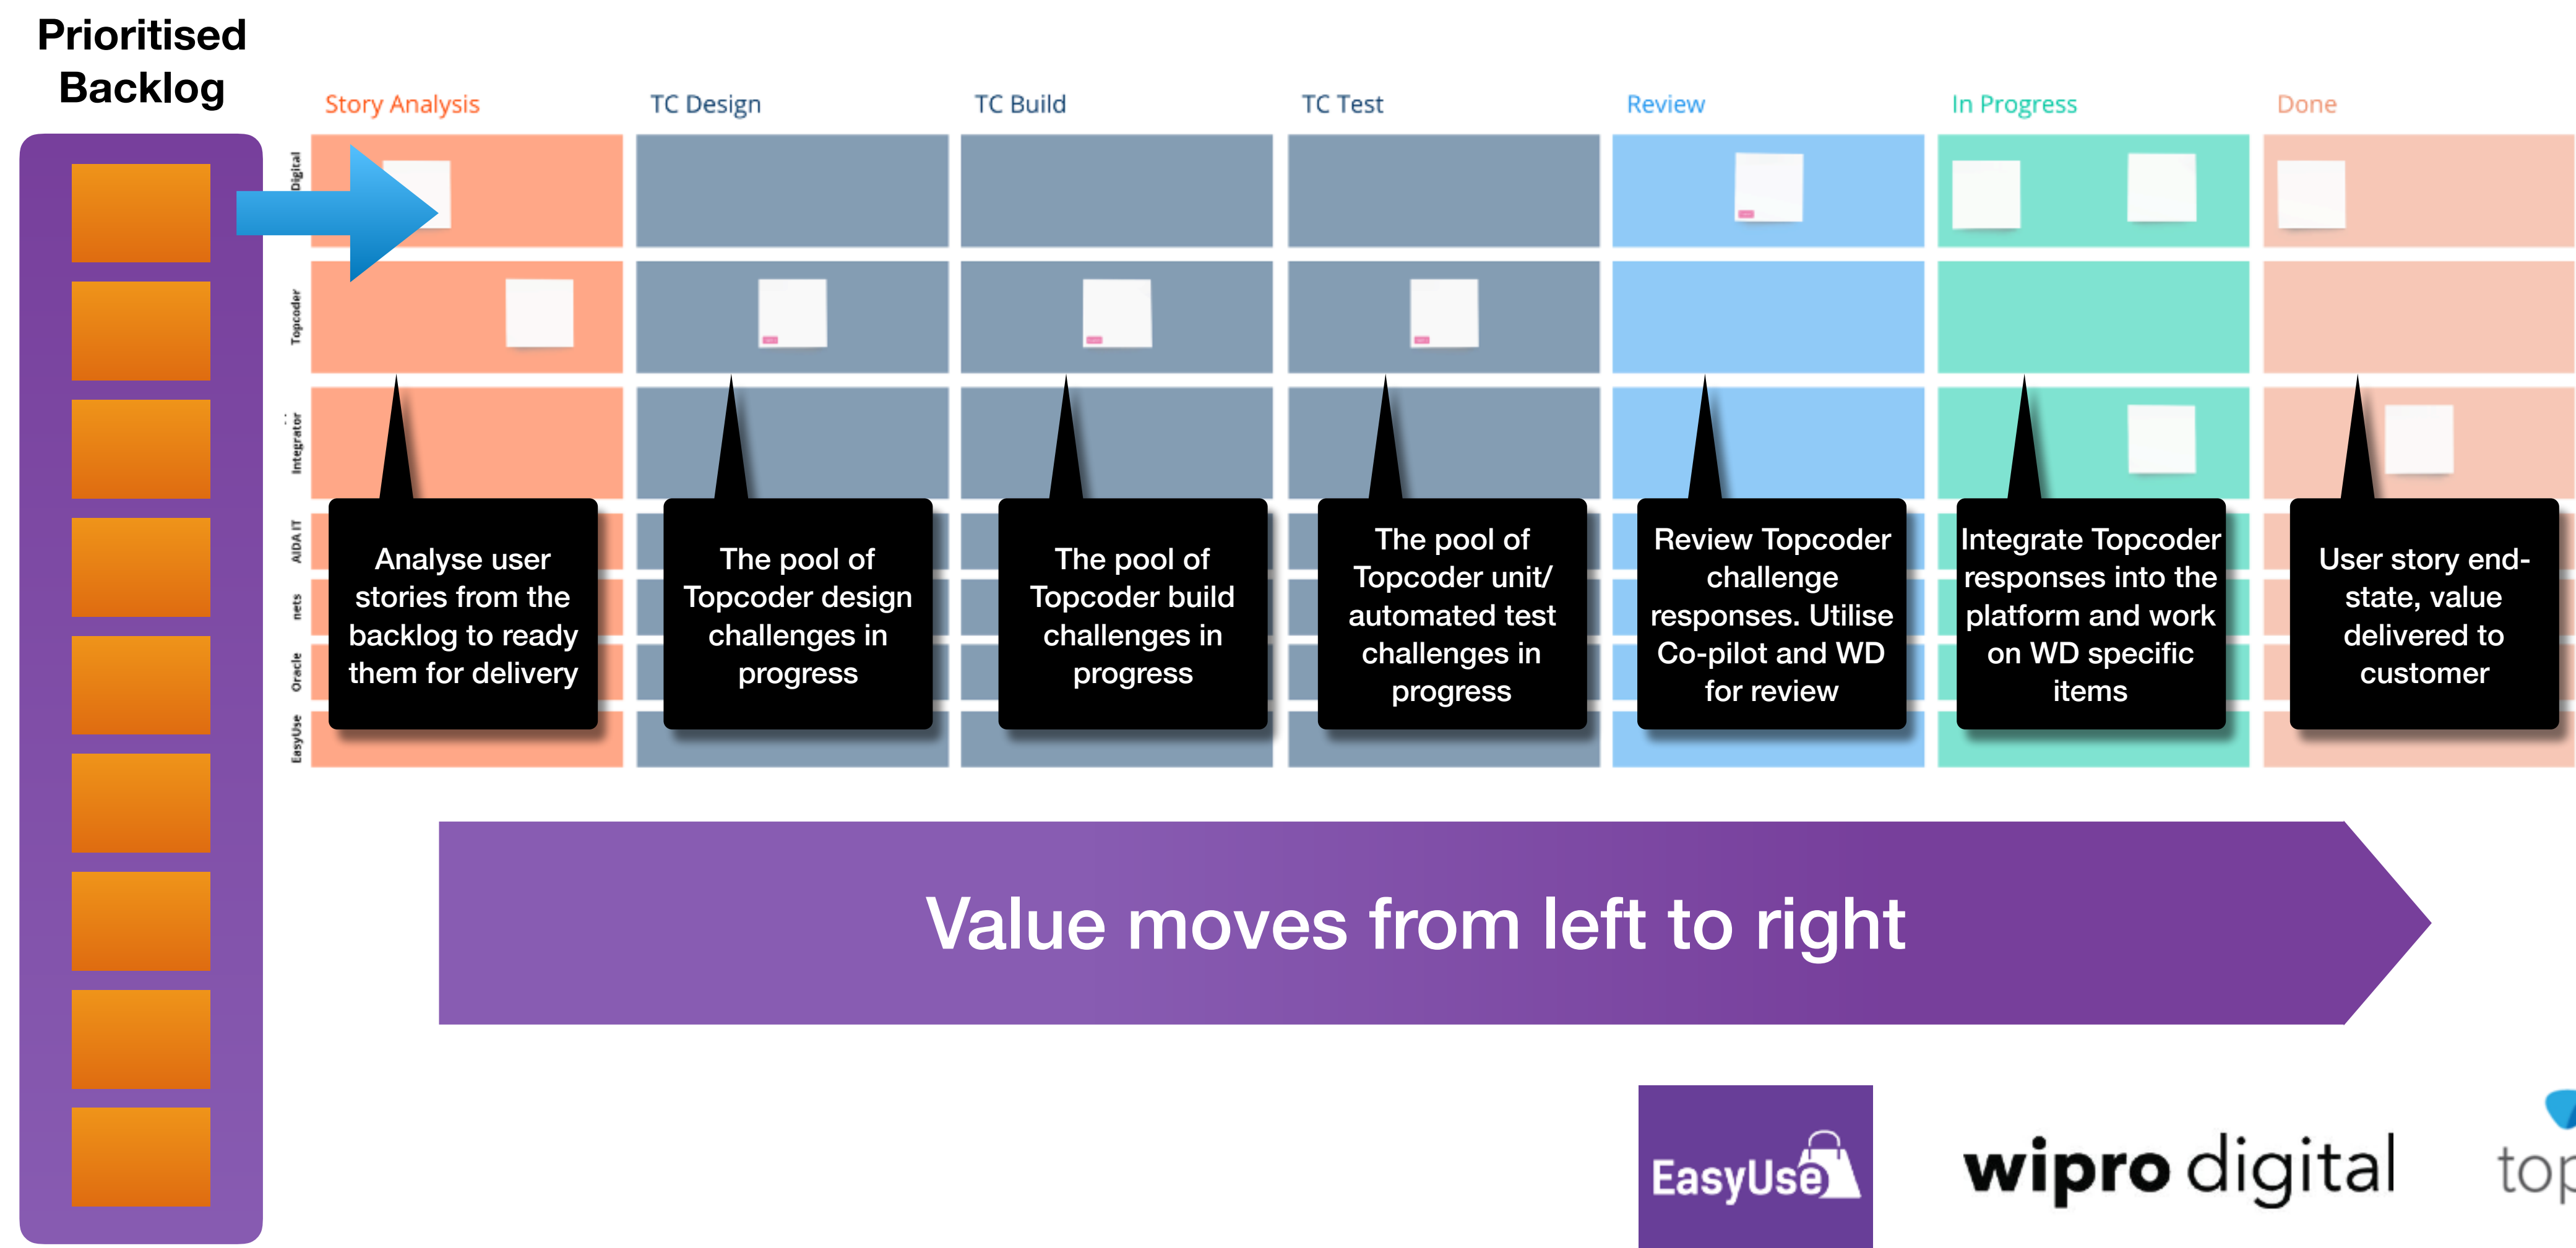 Prioritised
Backlog
Story Analysis
TC Design
TC Build
TC Test
Review
In Progress
Done
Digital
Topcoder
Integrator
AIDA IT
nets
Oracle
EasyUse
Analyse user
stories from the
backlog to ready
them for delivery
The pool of
Topcoder design
challenges in
progress
The pool of
Topcoder build
challenges in
progress
The pool of
Topcoder unit/
automated test
challenges in
progress
Review Topcoder
challenge
responses. Utilise
Co-pilot and WD
for review
Integrate Topcoder
responses into the
platform and work
on WD specific
items
User story end-
state, value
delivered to
customer
Value moves from left to right
EasyUse
wipro digital
top